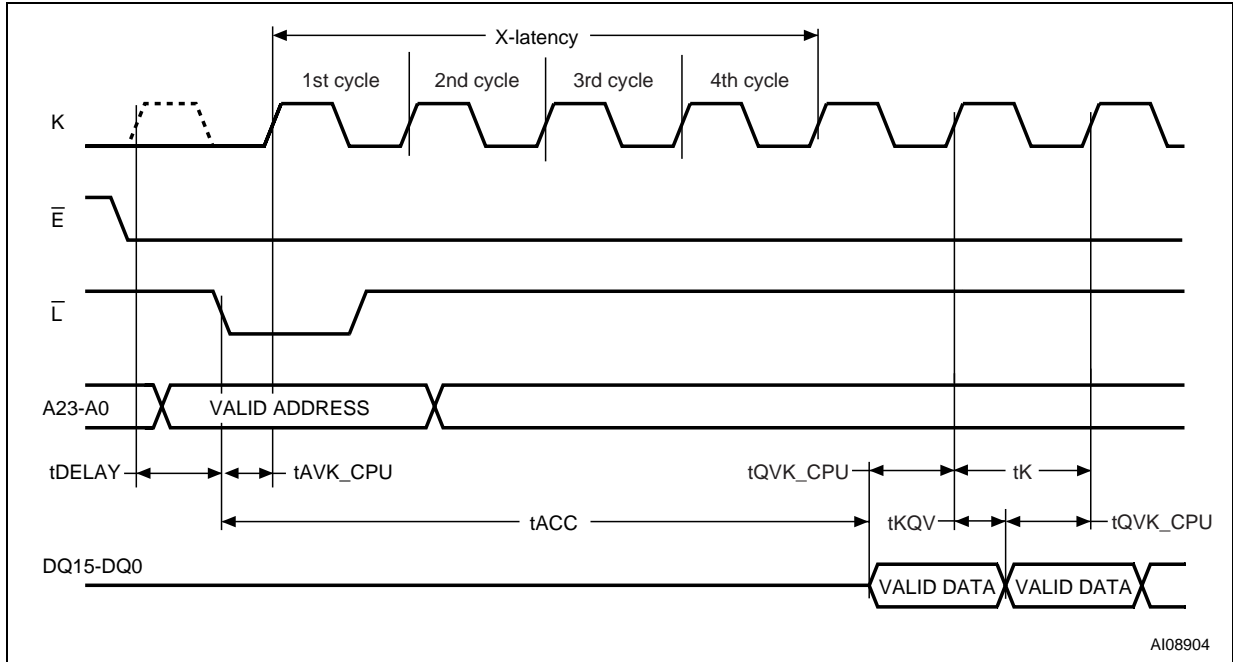 X-latency
1st cycle 2nd cycle 3rd cycle 4th cycle
K
E
L
A23-A0 VALID ADDRESS
tDELAY tAVK_CPU tQVK_CPU tK
tACC tKQV tQVK_CPU
DQ15-DQ0
VALID DATA VALID DATA
AI08904